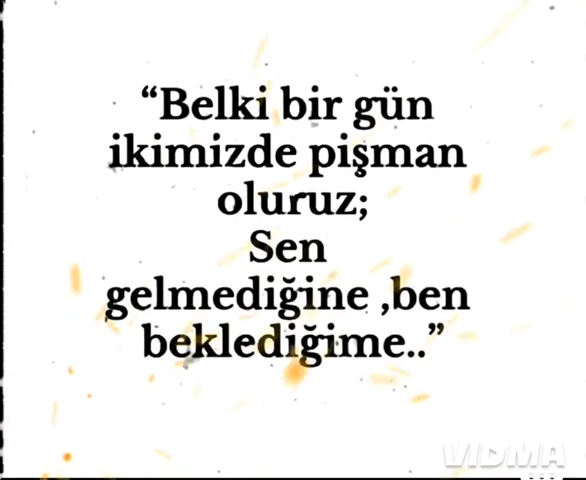 “Belki bir gün
ikimizde pişman
oluruz;
Sen
gelmediğine ,ben
beklediğime..”
VIDMA